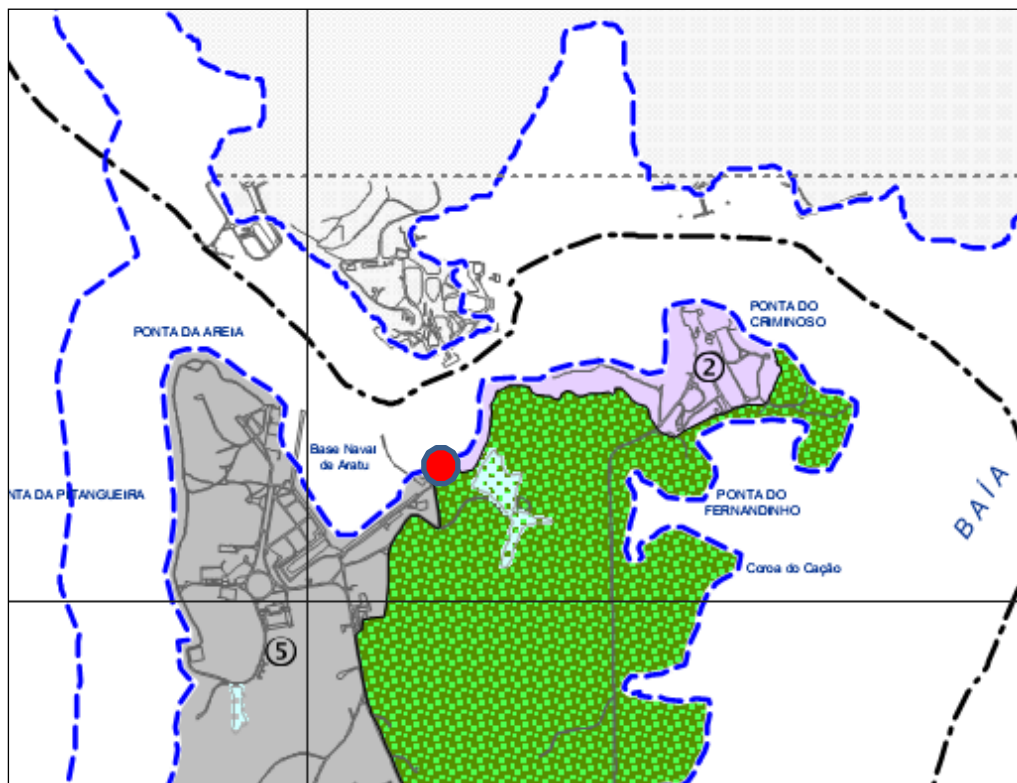 PONTA DO
CRIMINOSO
PONTA DA AREIA
2
Base Naval
de Aratu
NTA DA PITANGUEIRA
PONTA DO
FERNANDINHO
BAÍA
Coroa do Cação
5